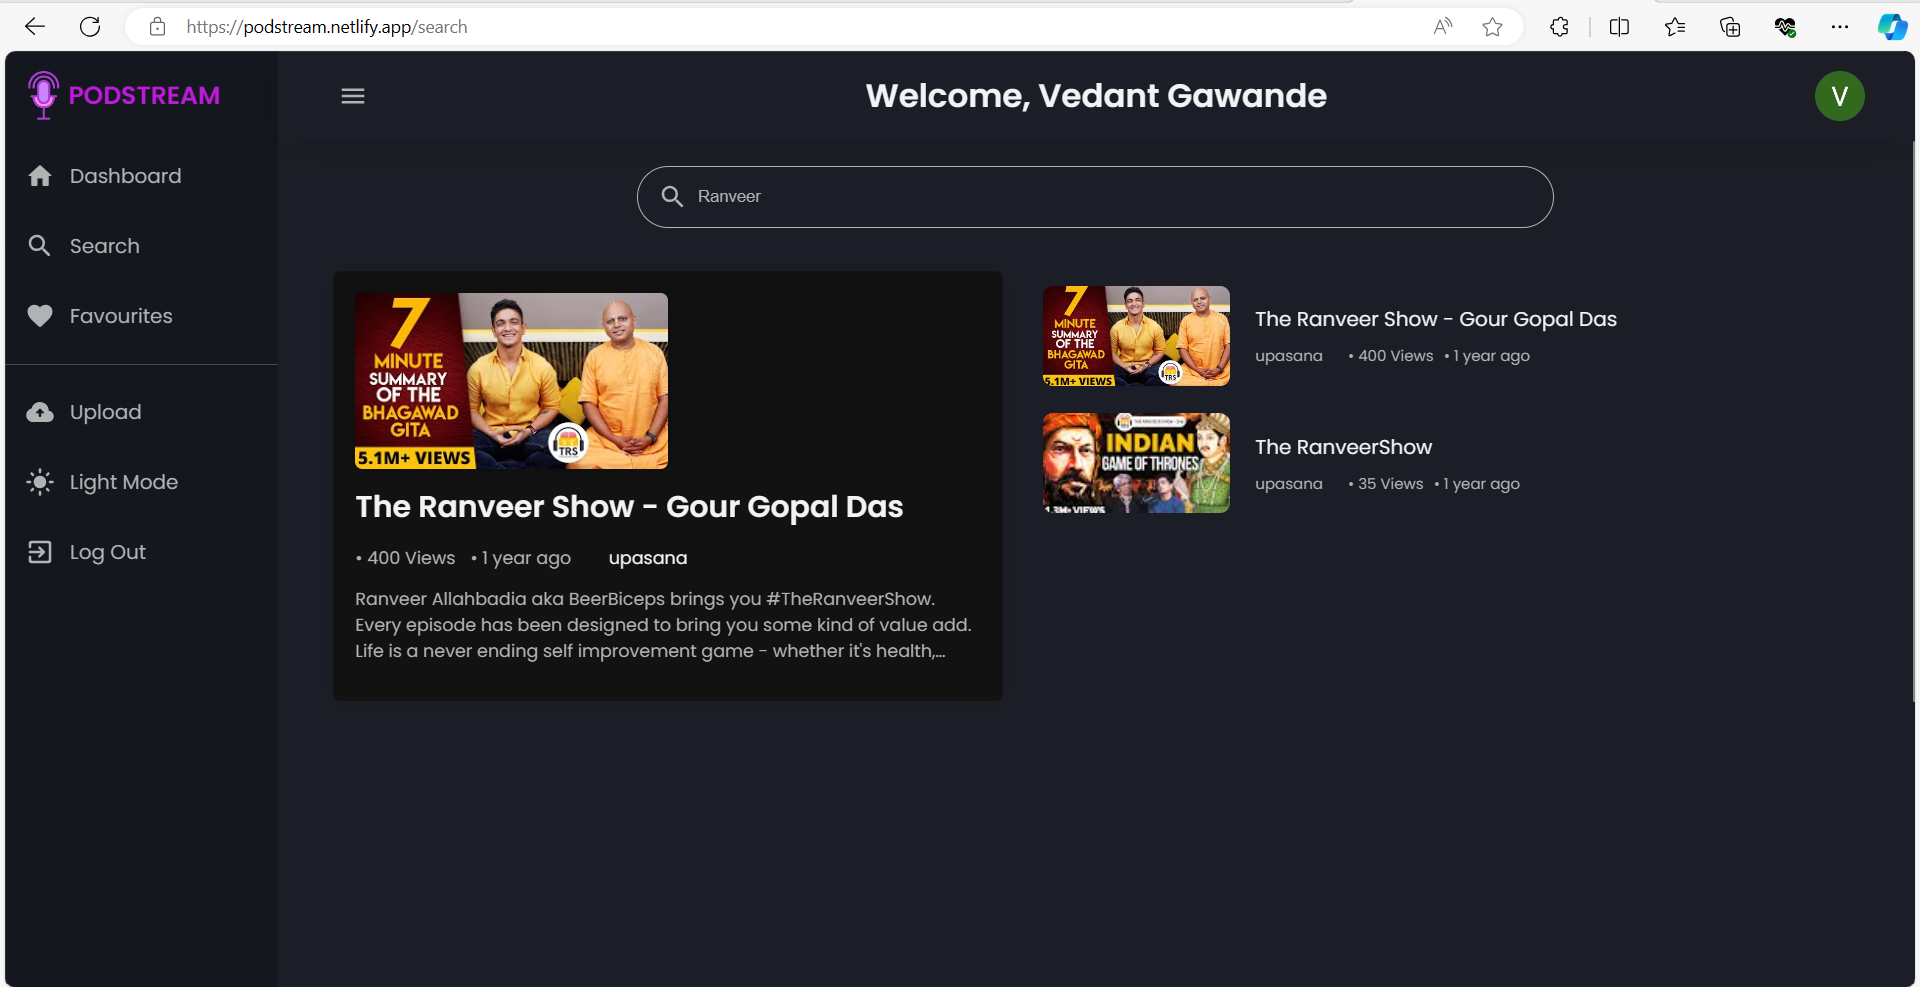 https://podstream.netlify.app/search
PODSTREAM
Welcome, Vedant Gawande
V
Dashboard
Search
Favourites
Upload
Light Mode
Log Out
Ranveer
7
MINUTE
SUMMARY
OF THE
BHAGAWAD
GITA
5.1M+ VIEWS
TRS
The Ranveer Show - Gour Gopal Das
• 400 Views • 1 year ago upasana
Ranveer Allahbadia aka BeerBiceps brings you #TheRanveerShow.
Every episode has been designed to bring you some kind of value add.
Life is a never ending self improvement game - whether it's health,...
7
MINUTE
SUMMARY
OF THE
BHAGAWAD
GITA
5.1M+ VIEWS
TRS
The Ranveer Show - Gour Gopal Das
upasana • 400 Views • 1 year ago
INDIAN
GAME OF THRONES
1.3M+ VIEWS
The RanveerShow
upasana • 35 Views • 1 year ago